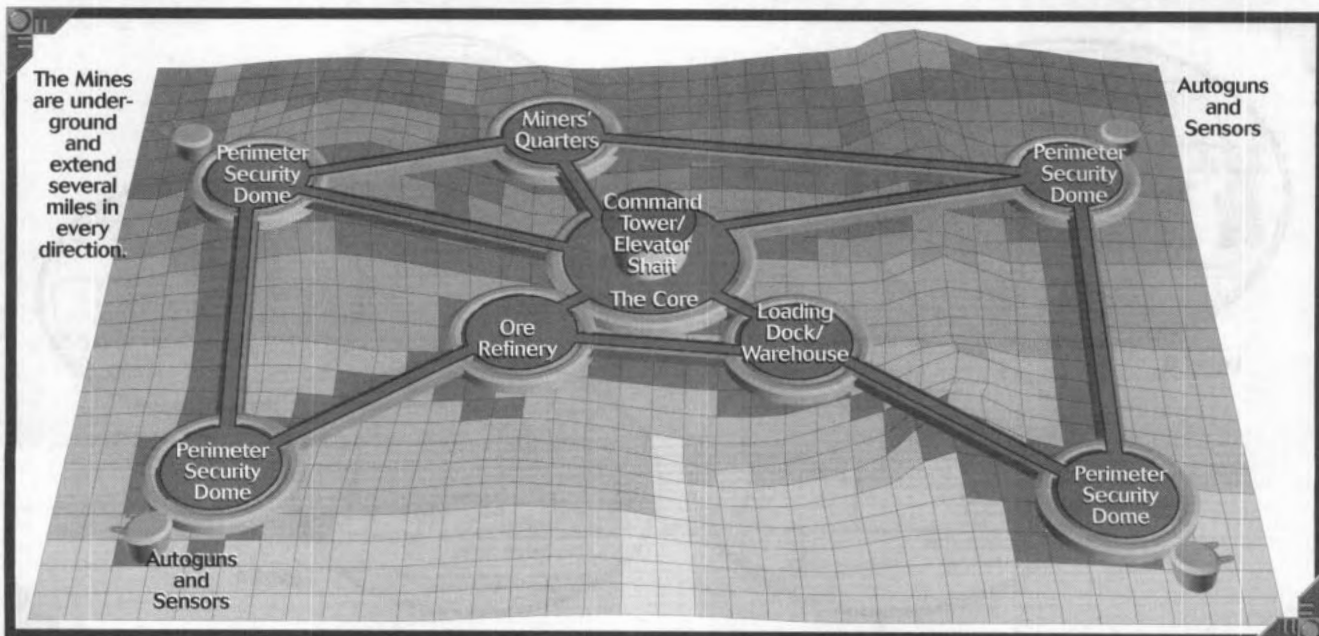 The Mines
are under-
ground
and
extend
several
miles in
every
direction.
Autoguns
and
Sensors
Miners'
Quarters
Perimeter
Security
Dome
Perimeter
Security
Dome
Command
Tower/
Elevator
Shaft
The Core
Ore
Refinery
Loading
Dock/
Warehouse
Perimeter
Security
Dome
Perimeter
Security
Dome
Autoguns
and
Sensors